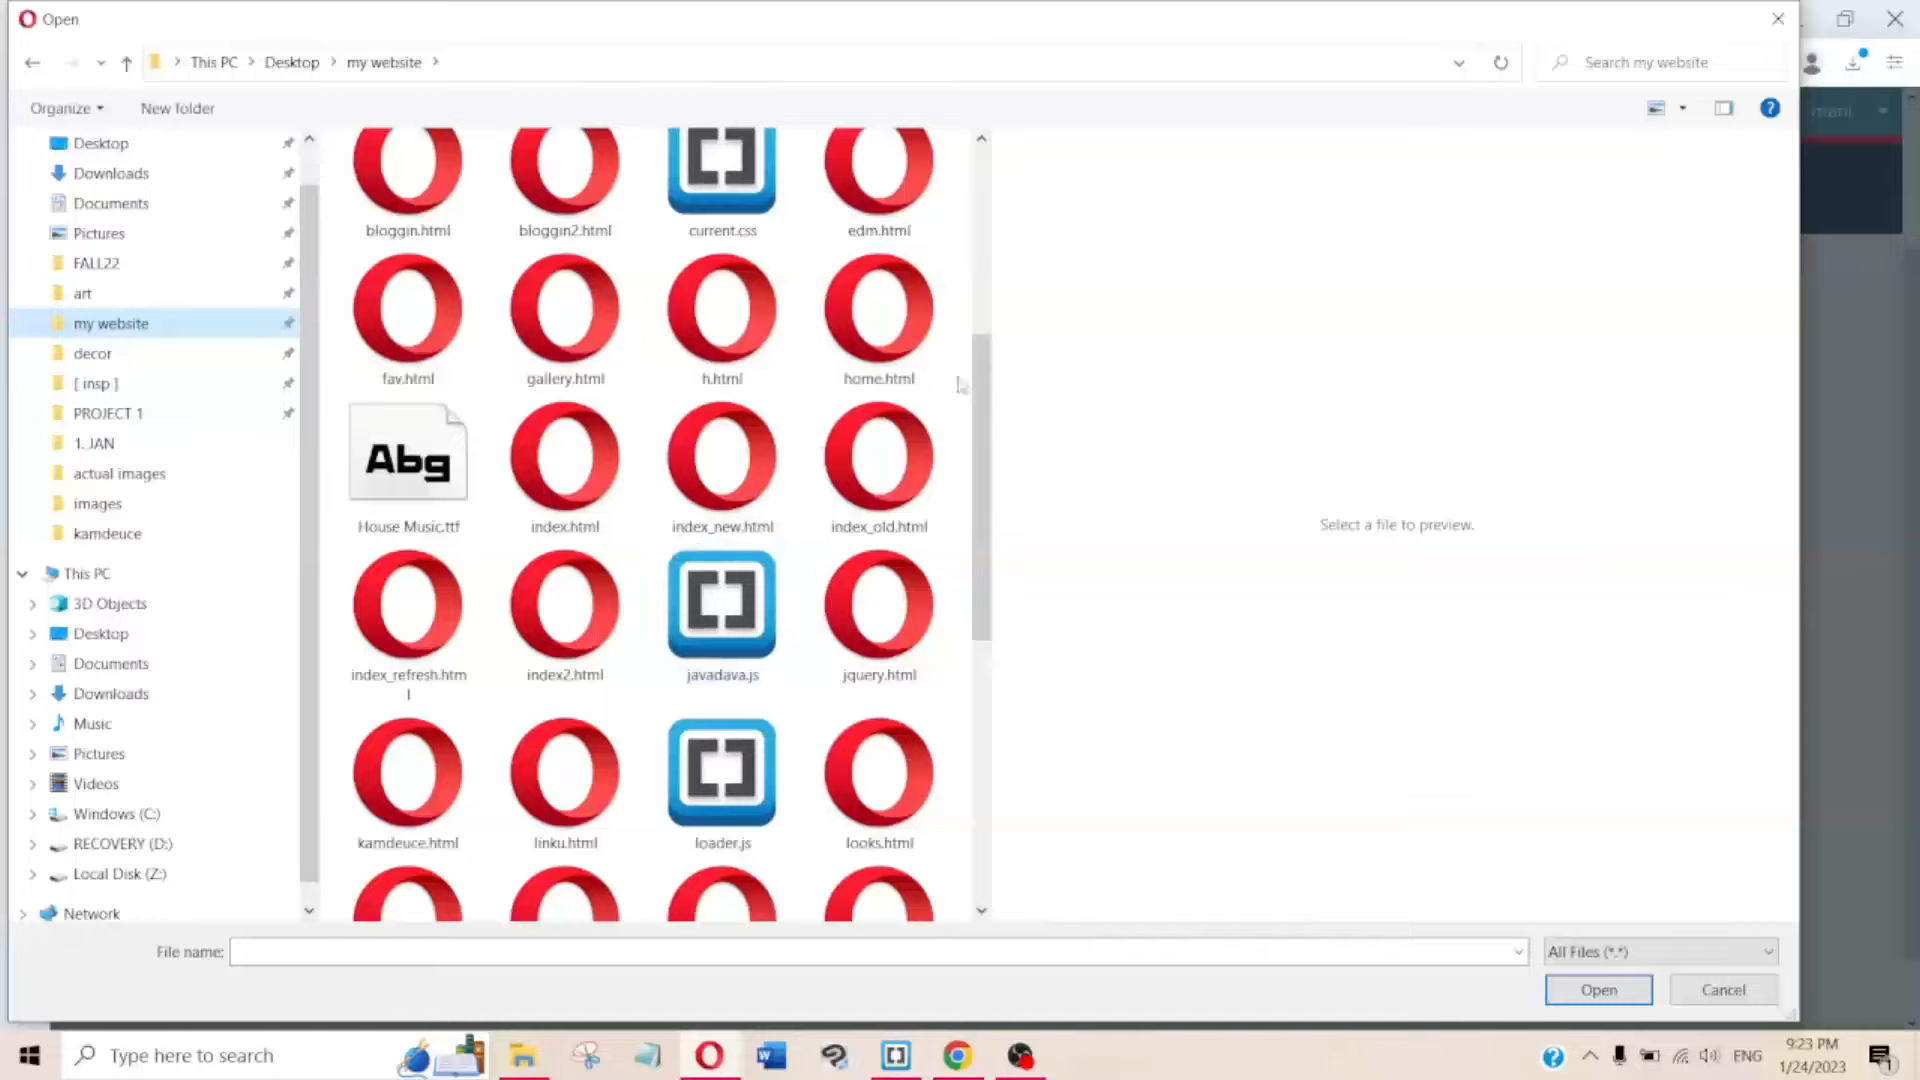 Open
This PC > Desktop > my website >
Search my website
Organize
New folder
Desktop
Downloads
Documents
Pictures
FALL22
art
my website
decor
[ insp ]
PROJECT 1
1. JAN
actual images
images
kamdeuce
This PC
3D Objects
Desktop
Documents
Downloads
Music
Pictures
Videos
Windows (C:)
RECOVERY (D:)
Local Disk (Z:)
Network
bloggin.html
bloggin2.html
current.css
edm.html
fav.html
gallery.html
h.html
home.html
Abg
House Music.ttf
index.html
index_new.html
index_old.html
index_refresh.htm
l
index2.html
javadava.js
jquery.html
kamdeuce.html
linku.html
loader.js
looks.html
Select a file to preview.
File name:
All Files (*.*)
Open
Cancel
Type here to search
ENG
9:23 PM
1/24/2023
1